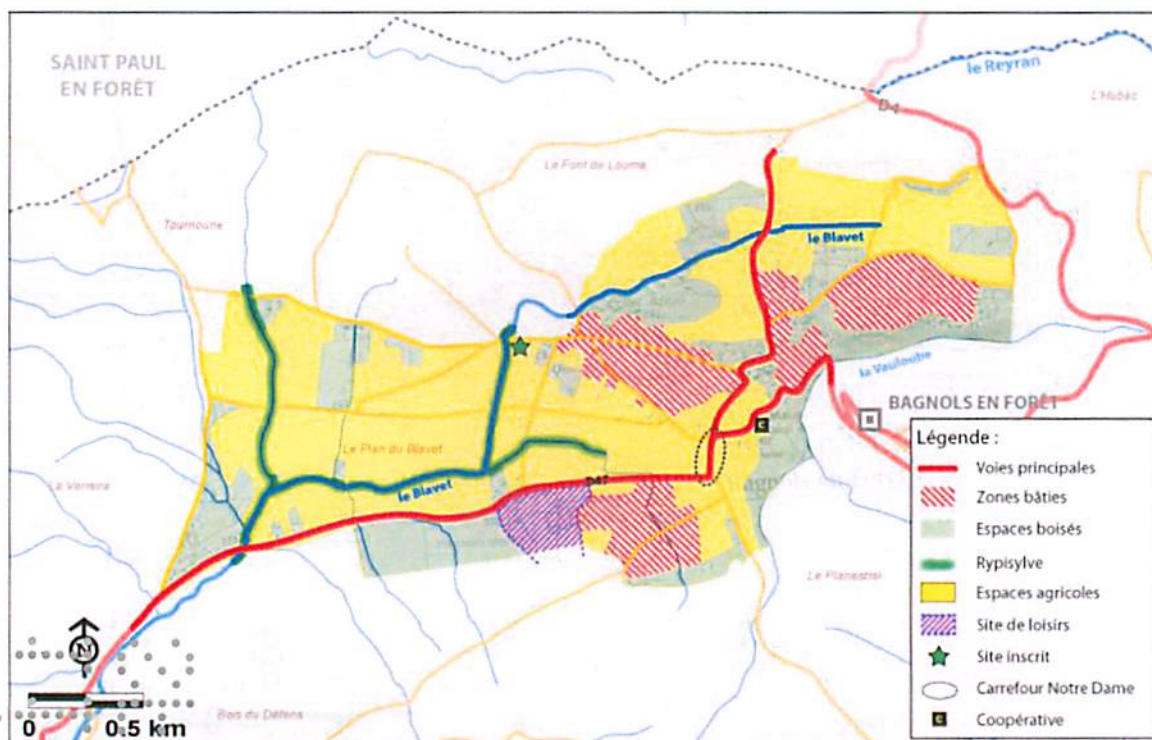 SAINT PAUL
EN FORÊT
le Reyran
L'Hubac
D4
Le Font de Louma
Tournoune
le Blavet
la Vauloube
BAGNOLS EN FORÊT
B
C
Le Plan du Blavet
La Verrerie
le Blavet
D47
Le Planestel
Bois du Défens
N
0 0.5 km
Légende :
Voies principales
Zones bâties
Espaces boisés
Rypisylve
Espaces agricoles
Site de loisirs
Site inscrit
Carrefour Notre Dame
C Coopérative